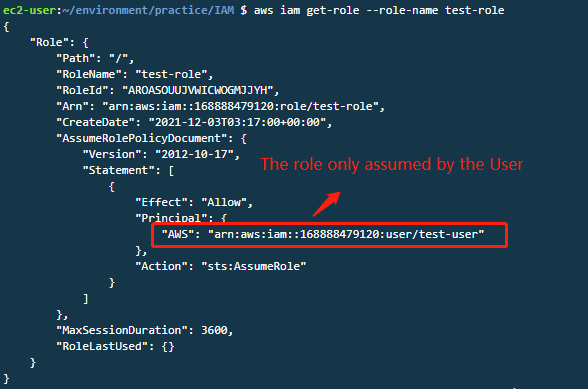 ec2-user:~/environment/practice/IAM $ aws iam get-role --role-name test-role
{
    "Role": {
        "Path": "/",
        "RoleName": "test-role",
        "RoleId": "AROASOUUJVWICWOGMJJYH",
        "Arn": "arn:aws:iam::168888479120:role/test-role",
        "CreateDate": "2021-12-03T03:17:00+00:00",
        "AssumeRolePolicyDocument": {
            "Version": "2012-10-17",
            "Statement": [
The role only assumed by the User
                {
                    "Effect": "Allow",
                    "Principal": {
                        "AWS": "arn:aws:iam::168888479120:user/test-user"
                    },
                    "Action": "sts:AssumeRole"
                }
            ]
        },
        "MaxSessionDuration": 3600,
        "RoleLastUsed": {}
    }
}